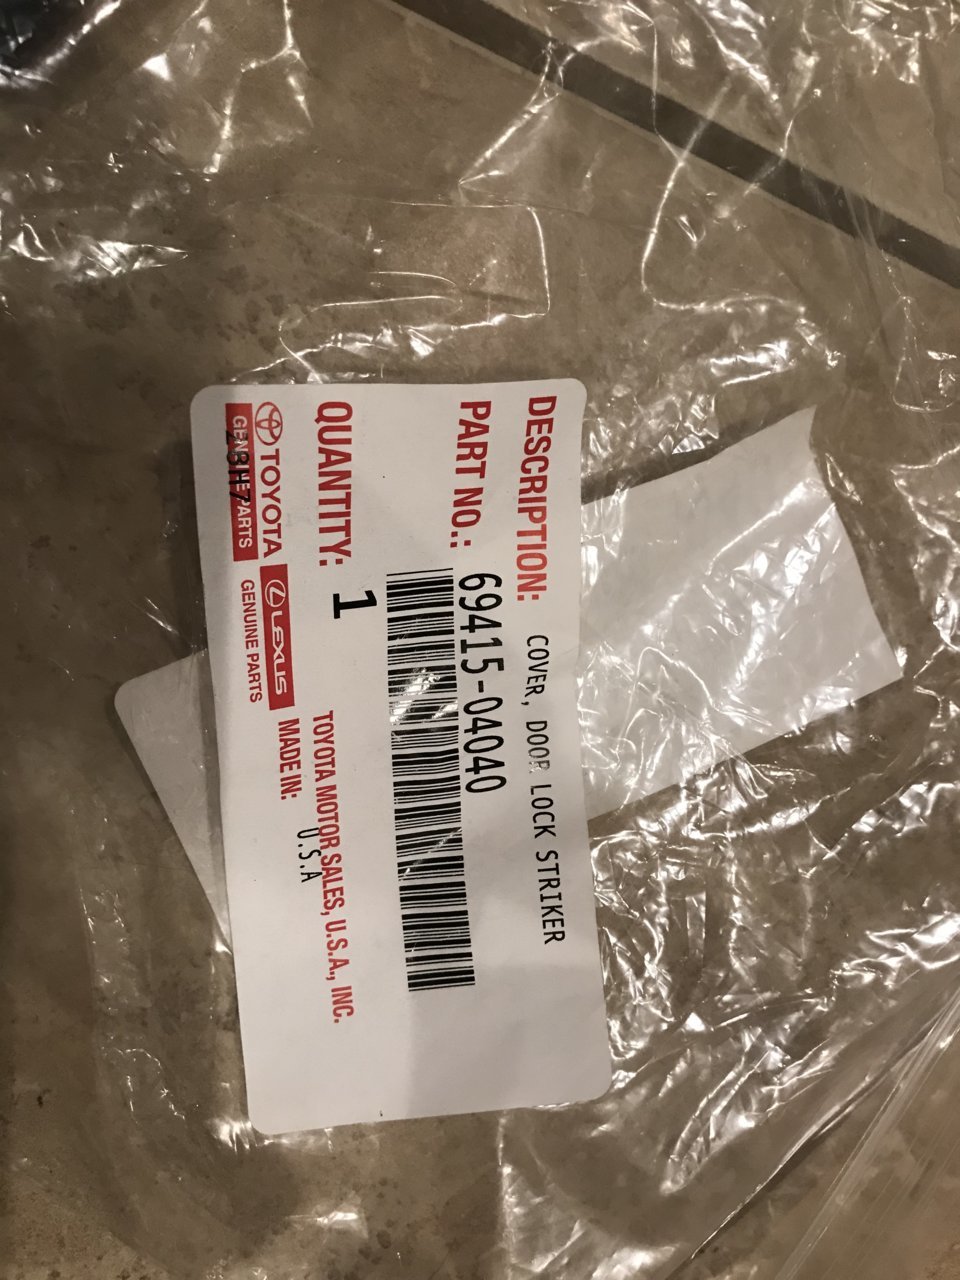 DESCRIPTION: COVER, DOOR LOCK STRIKER
PART NO.: 69415-04040
QUANTITY: 1
TOYOTA MOTOR SALES, U.S.A., INC.
MADE IN: U.S.A
TOYOTA
GENUINE PARTS
LEXUS
GENUINE PARTS